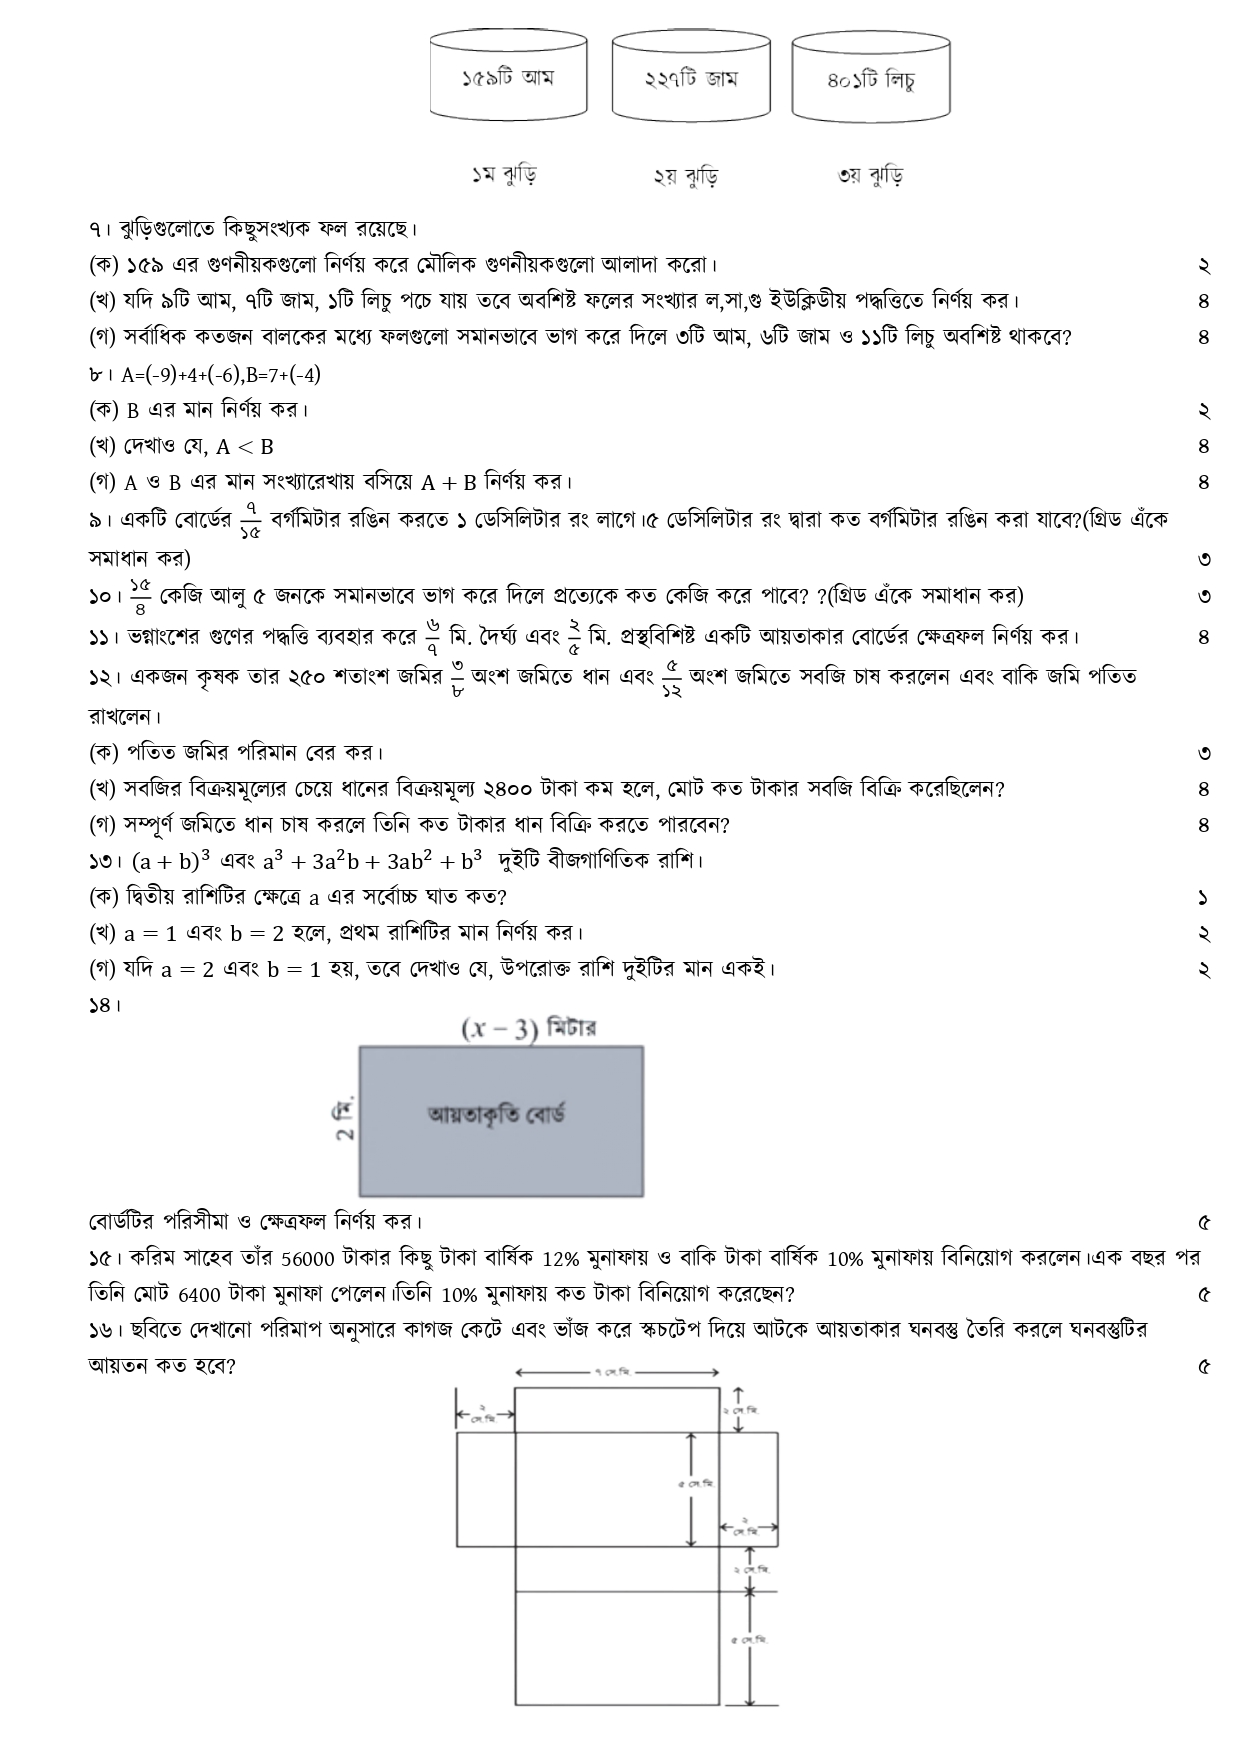 ১৫৯টি আম ২২৭টি জাম ৪০১টি লিচু
১ম ঝুড়ি ২য় ঝুড়ি ৩য় ঝুড়ি
৭। ঝুড়িগুলোতে কিছুসংখ্যক ফল রয়েছে।
(ক) ১৫৯ এর গুণনীয়কগুলো নির্ণয় করে মৌলিক গুণনীয়কগুলো আলাদা করো। ২
(খ) যদি ৯টি আম, ৭টি জাম, ১টি লিচু পচে যায় তবে অবশিষ্ট ফলের সংখ্যার ল,সা,গু ইউক্লিডীয় পদ্ধত্তিতে নির্ণয় কর। ৪
(গ) সর্বাধিক কতজন বালকের মধ্যে ফলগুলো সমানভাবে ভাগ করে দিলে ৩টি আম, ৬টি জাম ও ১১টি লিচু অবশিষ্ট থাকবে? ৪
৮। A=(-9)+4+(-6),B=7+(-4)
(ক) B এর মান নির্ণয় কর। ২
(খ) দেখাও যে, A < B ৪
(গ) A ও B এর মান সংখ্যারেখায় বসিয়ে A + B নির্ণয় কর। ৪
৯। একটি বোর্ডের ৭/১৫ বর্গমিটার রঙিন করতে ১ ডেসিলিটার রং লাগে।৫ ডেসিলিটার রং দ্বারা কত বর্গমিটার রঙিন করা যাবে?(গ্রিড এঁকে
সমাধান কর) ৩
১০। ১৫/৪ কেজি আলু ৫ জনকে সমানভাবে ভাগ করে দিলে প্রত্যেকে কত কেজি করে পাবে? ?(গ্রিড এঁকে সমাধান কর) ৩
১১। ভগ্নাংশের গুণের পদ্ধত্তি ব্যবহার করে ৬/৭ মি. দৈর্ঘ্য এবং ২/৫ মি. প্রস্থবিশিষ্ট একটি আয়তাকার বোর্ডের ক্ষেত্রফল নির্ণয় কর। ৪
১২। একজন কৃষক তার ২৫০ শতাংশ জমির ৩/৮ অংশ জমিতে ধান এবং ৫/১২ অংশ জমিতে সবজি চাষ করলেন এবং বাকি জমি পতিত
রাখলেন।
(ক) পতিত জমির পরিমান বের কর। ৩
(খ) সবজির বিক্রয়মূল্যের চেয়ে ধানের বিক্রয়মূল্য ২৪০০ টাকা কম হলে, মোট কত টাকার সবজি বিক্রি করেছিলেন? ৪
(গ) সম্পূর্ণ জমিতে ধান চাষ করলে তিনি কত টাকার ধান বিক্রি করতে পারবেন? ৪
১৩। (a + b)³ এবং a³ + 3a²b + 3ab² + b³ দুইটি বীজগাণিতিক রাশি।
(ক) দ্বিতীয় রাশিটির ক্ষেত্রে a এর সর্বোচ্চ ঘাত কত? ১
(খ) a = 1 এবং b = 2 হলে, প্রথম রাশিটির মান নির্ণয় কর। ২
(গ) যদি a = 2 এবং b = 1 হয়, তবে দেখাও যে, উপরোক্ত রাশি দুইটির মান একই। ২
১৪।
(x − 3) মিটার
2 মি.
আয়তাকৃতি বোর্ড
বোর্ডটির পরিসীমা ও ক্ষেত্রফল নির্ণয় কর। ৫
১৫। করিম সাহেব তাঁর 56000 টাকার কিছু টাকা বার্ষিক 12% মুনাফায় ও বাকি টাকা বার্ষিক 10% মুনাফায় বিনিয়োগ করলেন।এক বছর পর
তিনি মোট 6400 টাকা মুনাফা পেলেন।তিনি 10% মুনাফায় কত টাকা বিনিয়োগ করেছেন? ৫
১৬। ছবিতে দেখানো পরিমাপ অনুসারে কাগজ কেটে এবং ভাঁজ করে স্কচটেপ দিয়ে আটকে আয়তাকার ঘনবস্তু তৈরি করলে ঘনবস্তুটির
আয়তন কত হবে? ৫
৭ সে.মি.
২ সে.মি.
২ সে.মি.
৫ সে.মি.
২ সে.মি.
২ সে.মি.
৫ সে.মি.